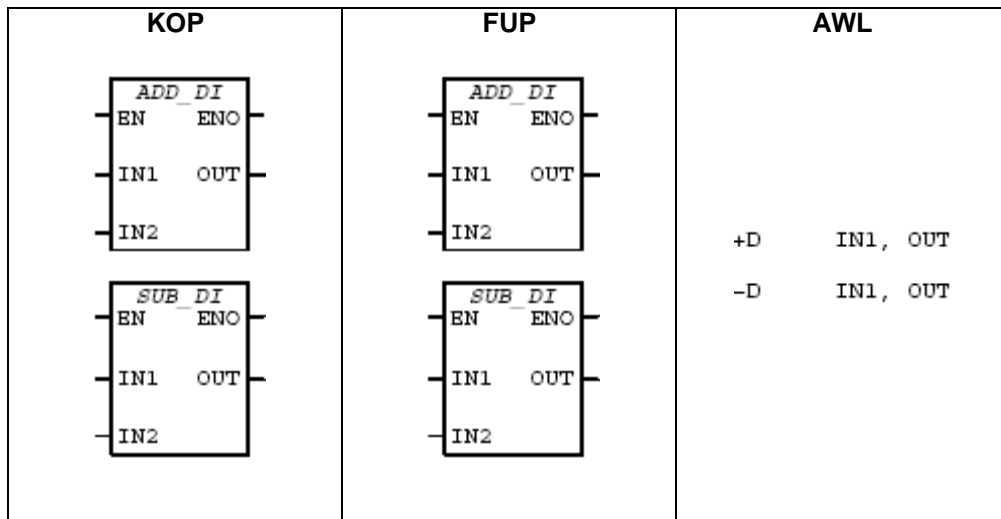 KOP
FUP
AWL
ADD_DI
EN ENO
IN1 OUT
IN2
SUB_DI
EN ENO
IN1 OUT
IN2
ADD_DI
EN ENO
IN1 OUT
IN2
SUB_DI
EN ENO
IN1 OUT
IN2
+D IN1, OUT
-D IN1, OUT